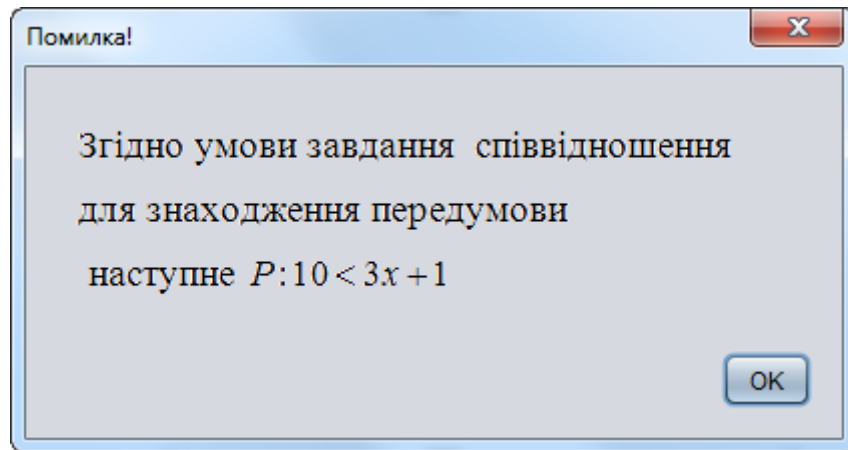 Помилка!
Згідно умови завдання співвідношення
для знаходження передумови
наступне P:10<3x+1
OK